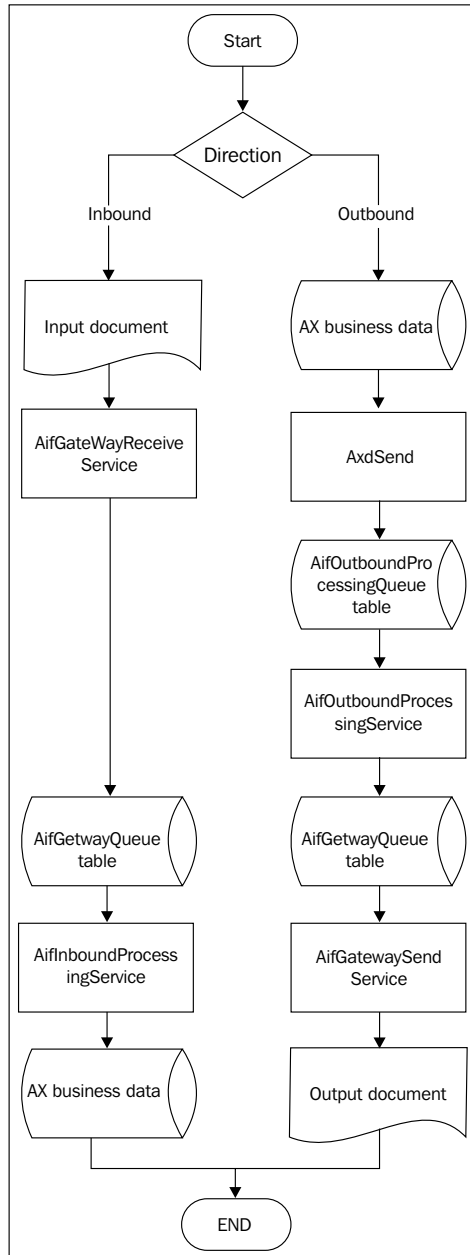 Start
Direction
Inbound
Outbound
Input document
AX business data
AifGateWayReceive
Service
AxdSend
AifOutboundPro
cessingQueue
table
AifOutboundProces
singService
AifGetwayQueue
table
AifGetwayQueue
table
AifInboundProcess
ingService
AifGatewaySend
Service
AX business data
Output document
END